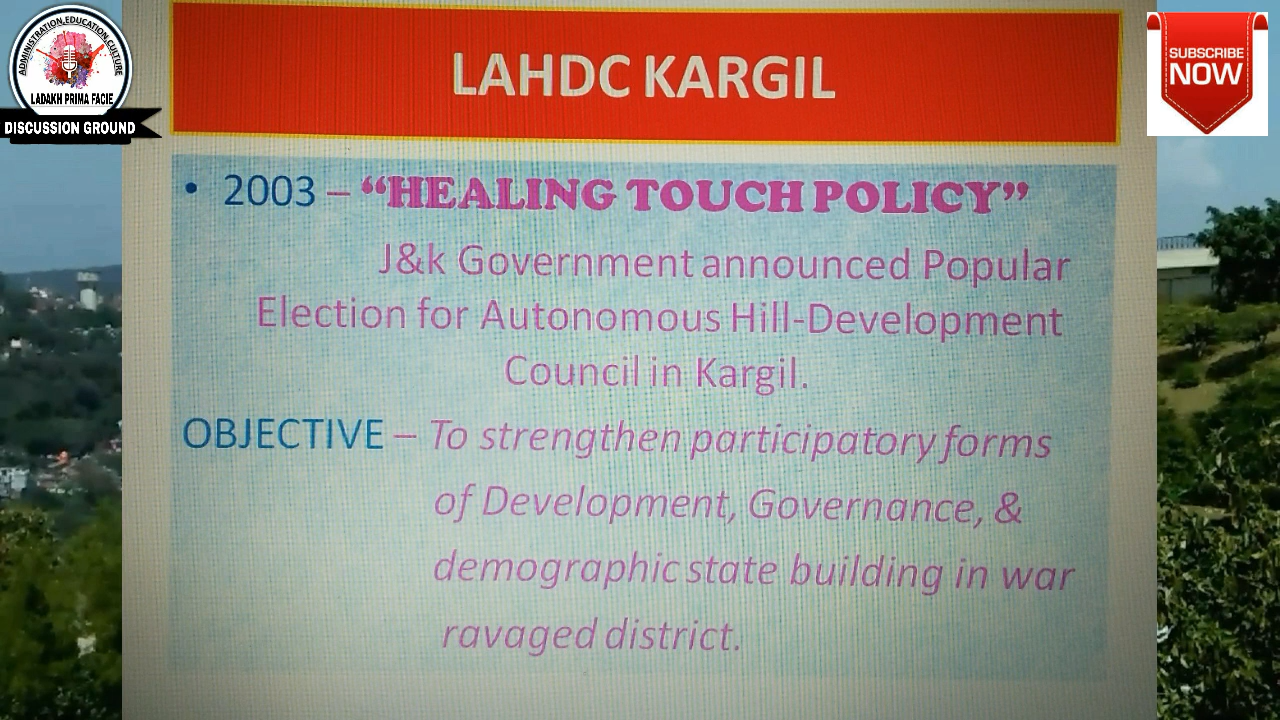 ADMINISTRATION,EDUCATION,CULTURE
LADAKH PRIMA FACIE
DISCUSSION GROUND
SUBSCRIBE
NOW
LAHDC KARGIL
• 2003 – “HEALING TOUCH POLICY”
J&k Government announced Popular
Election for Autonomous Hill-Development
Council in Kargil.
OBJECTIVE – To strengthen participatory forms
of Development, Governance, &
demographic state building in war
ravaged district.